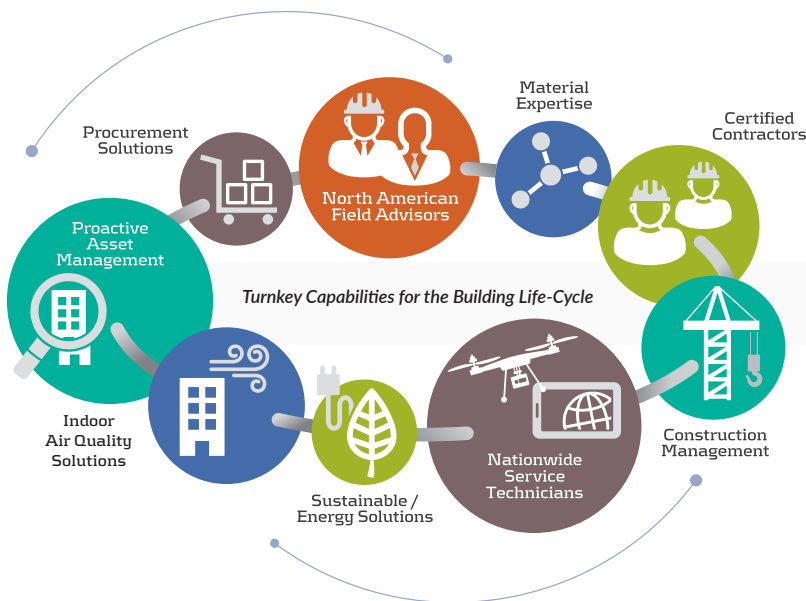 Material
Expertise
Certified
Contractors
Procurement
Solutions
North American
Field Advisors
Proactive
Asset
Management
Turnkey Capabilities for the Building Life-Cycle
Indoor
Air Quality
Solutions
Construction
Management
Nationwide
Service
Technicians
Sustainable /
Energy Solutions